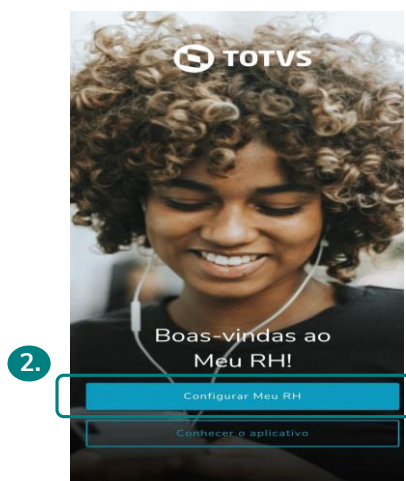 TOTVS
Boas-vindas ao
Meu RH!
2.
Configurar Meu RH
Conhecer o aplicativo